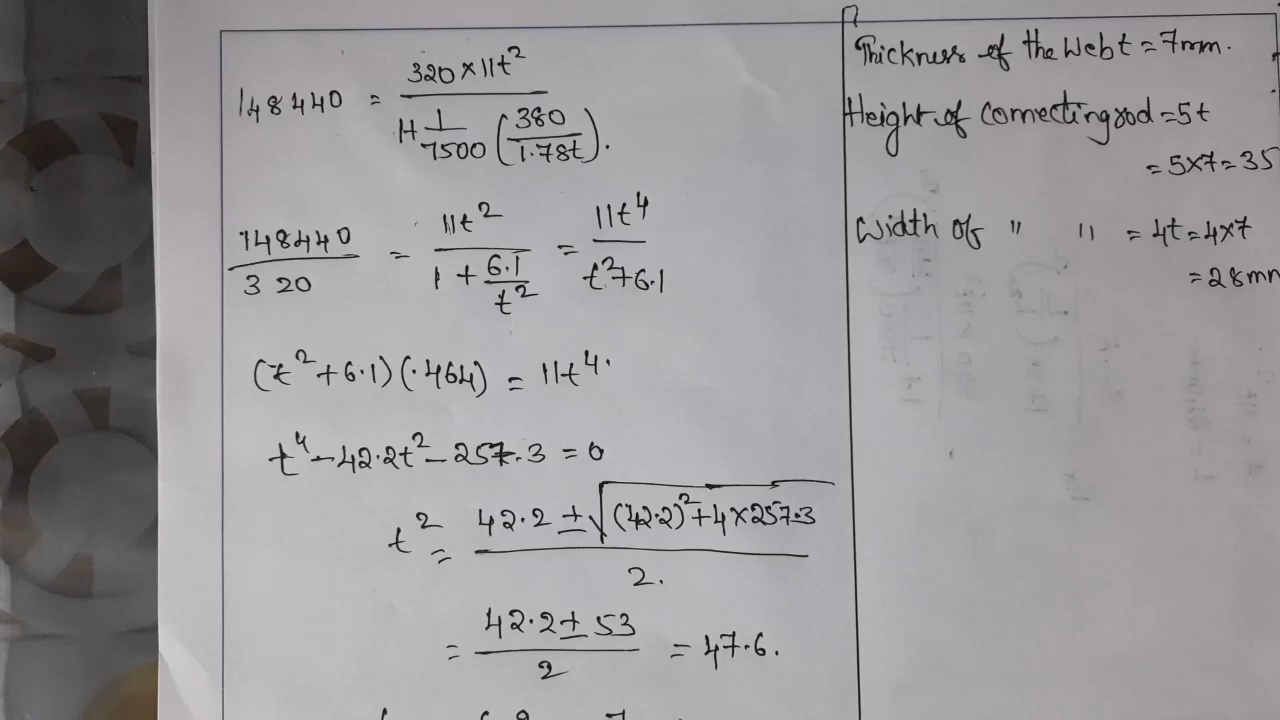 148440 = 320×11t² / 1+ 1/7500 (380/1.78t).
148440/320 = 11t² / 1 + 6.1/t² = 11t⁴ / t²+6.1
(t²+6.1)(.464) = 11t⁴.
t⁴ - 42.2t² - 257.3 = 0
t² = 42.2 ± √(42.2)²+4×257.3 / 2.
= 42.2 ± 53 / 2 = 47.6.
Thickness of the Web t = 7mm.
Height of Connecting rod = 5t
= 5×7 = 35
Width of " " = 4t = 4×7
= 28mm